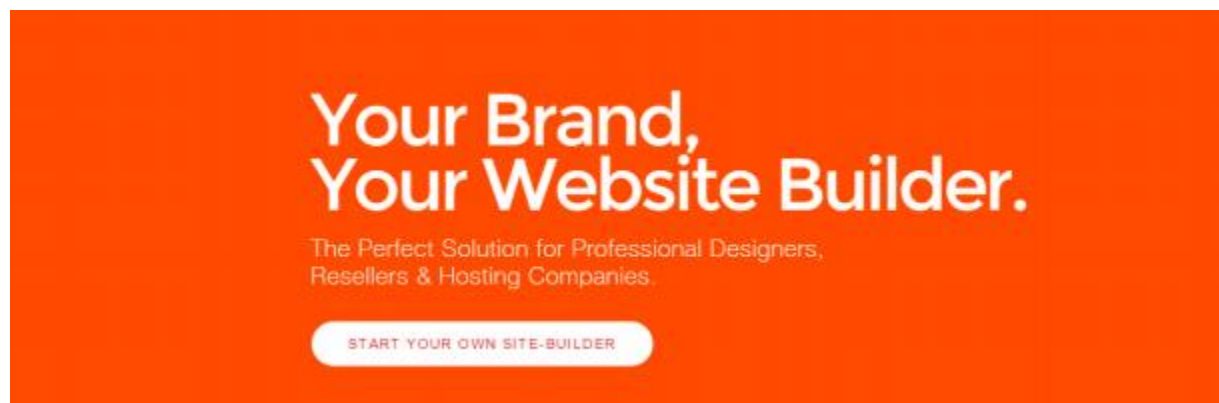 Your Brand,
Your Website Builder.
The Perfect Solution for Professional Designers,
Resellers & Hosting Companies.
START YOUR OWN SITE-BUILDER